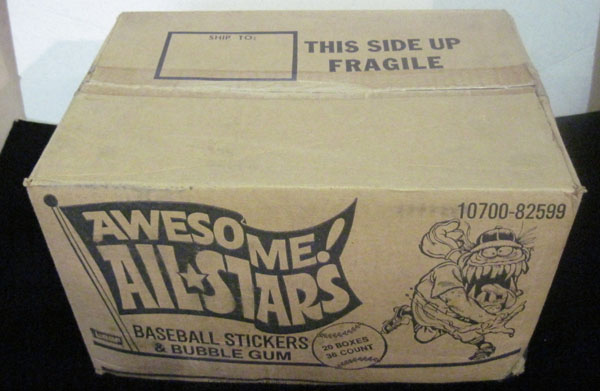 SHIP TO:
THIS SIDE UP
FRAGILE
10700-82599
AWESOME!
ALL-STARS
BASEBALL STICKERS
& BUBBLE GUM
20 BOXES
36 COUNT